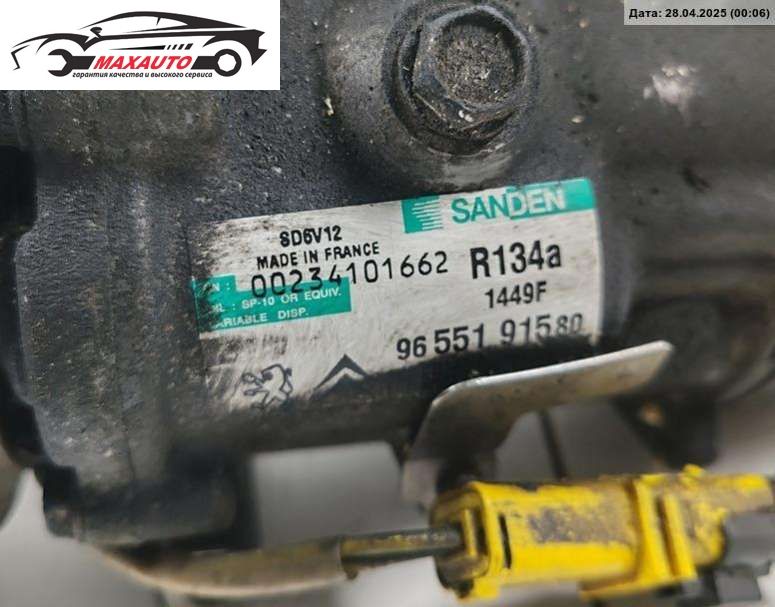 Дата: 28.04.2025 (00:06)
MAXAUTO
гарантия качества и высокого сервиса
SANDEN
SD6V12
MADE IN FRANCE
00234101662
R134a
SP-10 OR EQUIV.
1449F
DISP.
96 551 915 80